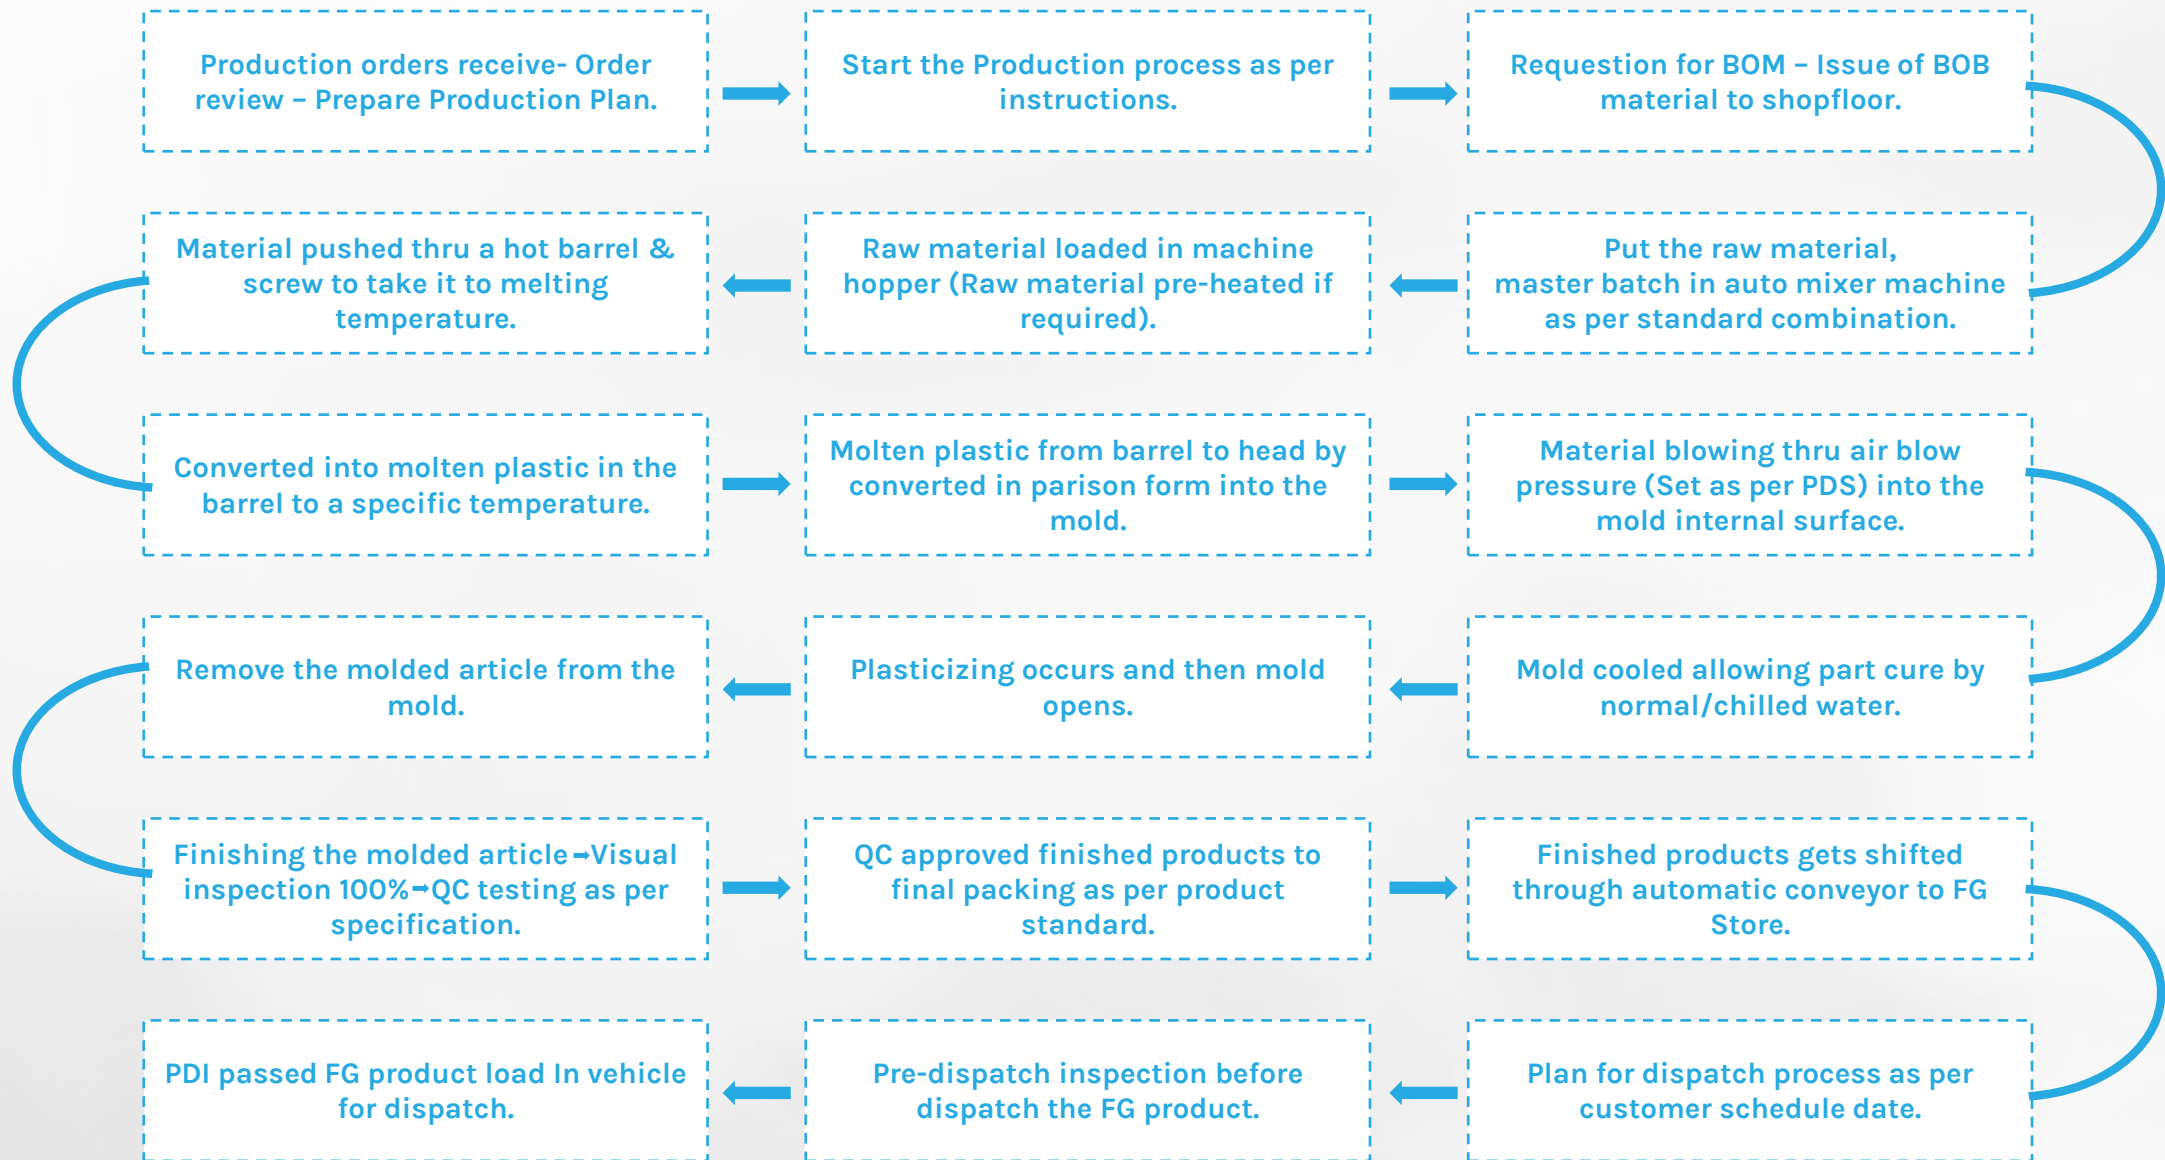 Production orders receive- Order
review – Prepare Production Plan.
Start the Production process as per
instructions.
Requestion for BOM – Issue of BOB
material to shopfloor.
Put the raw material,
master batch in auto mixer machine
as per standard combination.
Raw material loaded in machine
hopper (Raw material pre-heated if
required).
Material pushed thru a hot barrel &
screw to take it to melting
temperature.
Converted into molten plastic in the
barrel to a specific temperature.
Molten plastic from barrel to head by
converted in parison form into the
mold.
Material blowing thru air blow
pressure (Set as per PDS) into the
mold internal surface.
Mold cooled allowing part cure by
normal/chilled water.
Plasticizing occurs and then mold
opens.
Remove the molded article from the
mold.
Finishing the molded article➡Visual
inspection 100%➡QC testing as per
specification.
QC approved finished products to
final packing as per product
standard.
Finished products gets shifted
through automatic conveyor to FG
Store.
Plan for dispatch process as per
customer schedule date.
Pre-dispatch inspection before
dispatch the FG product.
PDI passed FG product load In vehicle
for dispatch.